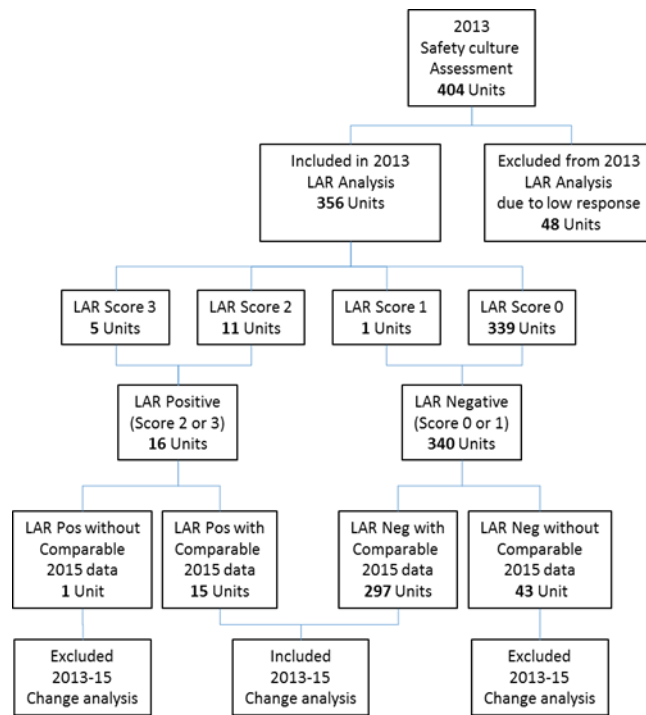 2013
Safety culture
Assessment
404 Units
Included in 2013
LAR Analysis
356 Units
Excluded from 2013
LAR Analysis
due to low response
48 Units
LAR Score 3
5 Units
LAR Score 2
11 Units
LAR Score 1
1 Units
LAR Score 0
339 Units
LAR Positive
(Score 2 or 3)
16 Units
LAR Negative
(Score 0 or 1)
340 Units
LAR Pos without
Comparable
2015 data
1 Unit
LAR Pos with
Comparable
2015 data
15 Units
LAR Neg with
Comparable
2015 data
297 Units
LAR Neg without
Comparable
2015 data
43 Unit
Excluded
2013-15
Change analysis
Included
2013-15
Change analysis
Excluded
2013-15
Change analysis